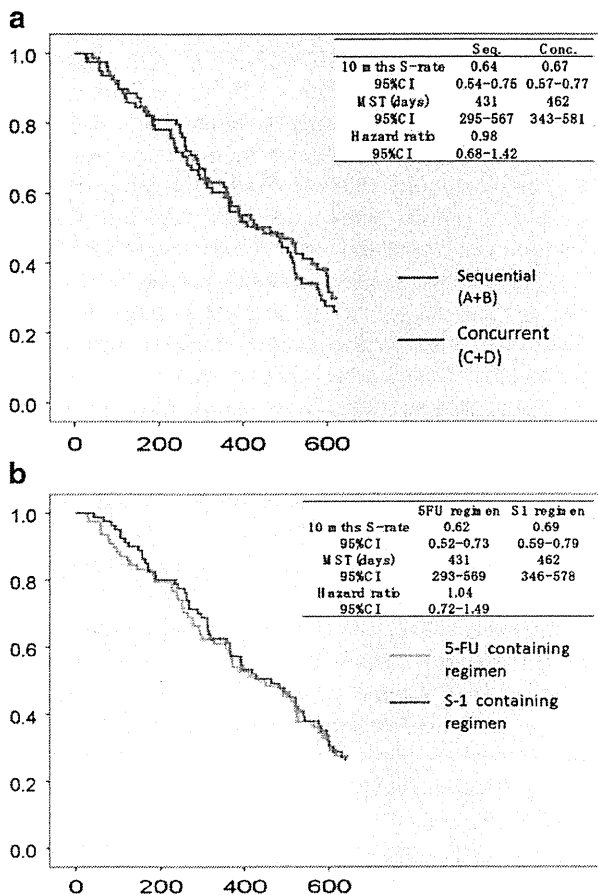 a
Seq. Conc.
10 mths S-rate 0.64 0.67
95%CI 0.54-0.75 0.57-0.77
MST (days) 431 462
95%CI 295-567 343-581
Hazard ratio 0.98
95%CI 0.68-1.42
1.0
0.8
0.6
0.4
0.2
0.0
Sequential
(A+B)
Concurrent
(C+D)
0 200 400 600
b
5FU regimen S1 regimen
10 mths S-rate 0.62 0.69
95%CI 0.52-0.73 0.59-0.79
MST (days) 431 462
95%CI 293-569 346-578
Hazard ratio 1.04
95%CI 0.72-1.49
1.0
0.8
0.6
0.4
0.2
0.0
5-FU containing
regimen
S-1 containing
regimen
0 200 400 600